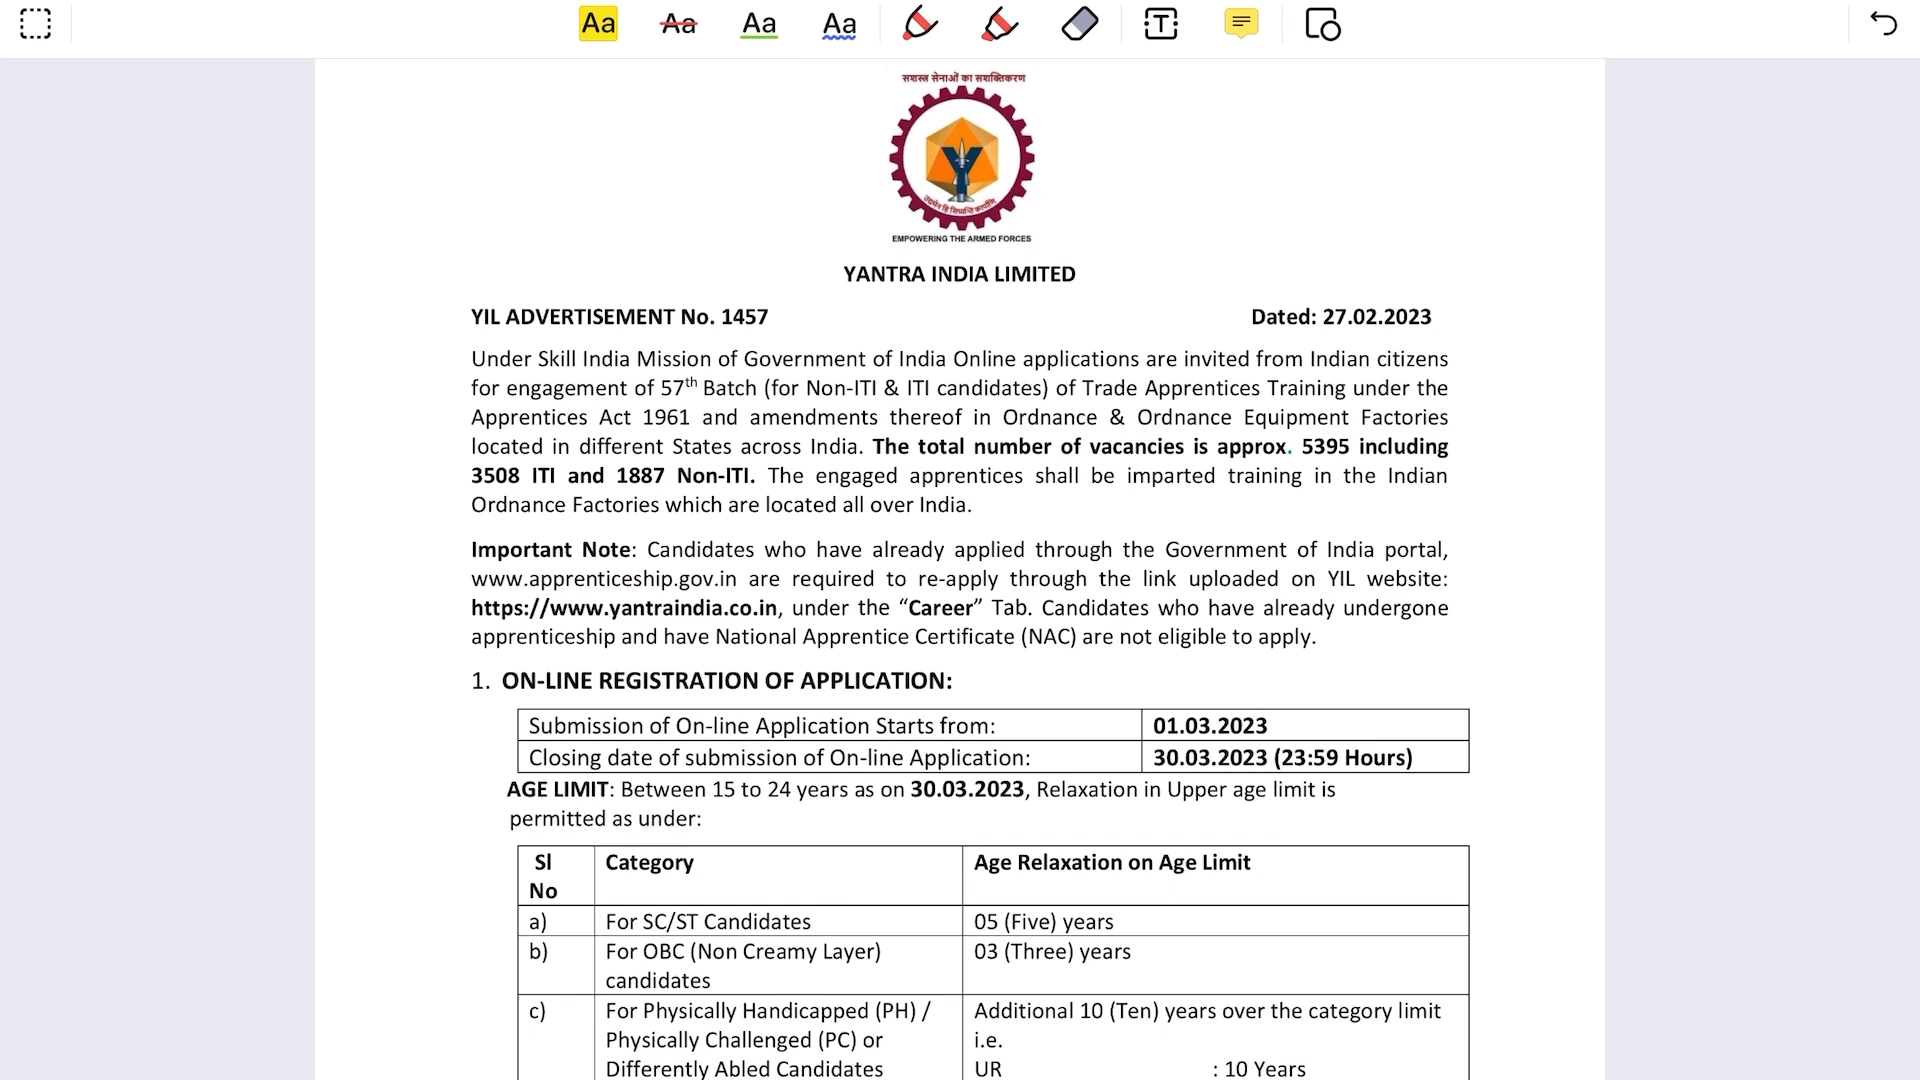 Aa Aa Aa Aa T
सशस्त्र सेनाओं का सशक्तिकरण
Y
उद्यमेन हि सिध्यन्ति कार्याणि
EMPOWERING THE ARMED FORCES
YANTRA INDIA LIMITED
YIL ADVERTISEMENT No. 1457 Dated: 27.02.2023
Under Skill India Mission of Government of India Online applications are invited from Indian citizens
for engagement of 57th Batch (for Non-ITI & ITI candidates) of Trade Apprentices Training under the
Apprentices Act 1961 and amendments thereof in Ordnance & Ordnance Equipment Factories
located in different States across India. The total number of vacancies is approx. 5395 including
3508 ITI and 1887 Non-ITI. The engaged apprentices shall be imparted training in the Indian
Ordnance Factories which are located all over India.
Important Note: Candidates who have already applied through the Government of India portal,
www.apprenticeship.gov.in are required to re-apply through the link uploaded on YIL website:
https://www.yantraindia.co.in, under the “Career” Tab. Candidates who have already undergone
apprenticeship and have National Apprentice Certificate (NAC) are not eligible to apply.
1. ON-LINE REGISTRATION OF APPLICATION:
Submission of On-line Application Starts from: 01.03.2023
Closing date of submission of On-line Application: 30.03.2023 (23:59 Hours)
AGE LIMIT: Between 15 to 24 years as on 30.03.2023, Relaxation in Upper age limit is
permitted as under:
Sl Category Age Relaxation on Age Limit
No
a) For SC/ST Candidates 05 (Five) years
b) For OBC (Non Creamy Layer) 03 (Three) years
candidates
c) For Physically Handicapped (PH) / Additional 10 (Ten) years over the category limit
Physically Challenged (PC) or i.e.
Differently Abled Candidates UR : 10 Years